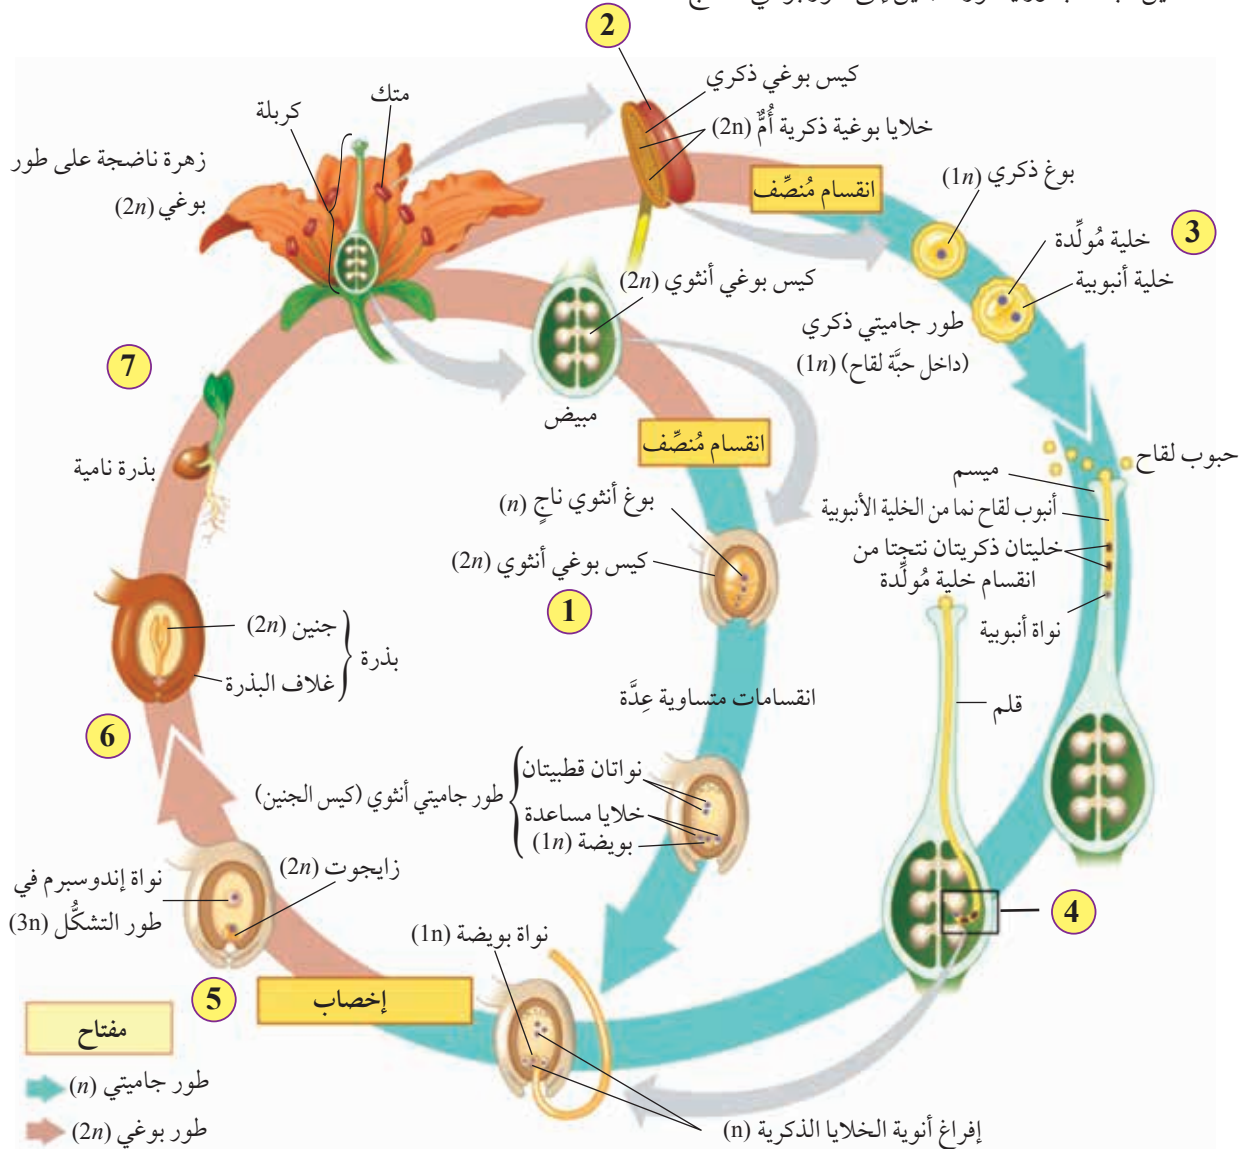 2
كيس بوغي ذكري
خلايا بوغية ذكرية أُمٌّ (2n)
متك
كربلة
زهرة ناضجة على طور
بوغي (2n)
انقسام مُنصِّف
بوغ ذكري (1n)
3
خلية مُولِّدة
خلية أنبوبية
طور جاميتي ذكري
(داخل حبَّة لقاح) (1n)
كيس بوغي أنثوي (2n)
مبيض
انقسام مُنصِّف
7
بذرة نامية
حبوب لقاح
ميسم
أنبوب لقاح نما من الخلية الأنبوبية
خليتان ذكريتان نتجتا من
انقسام خلية مُولِّدة
نواة أنبوبية
قلم
بوغ أنثوي ناجٍ (n)
كيس بوغي أنثوي (2n)
1
انقسامات متساوية عِدَّة
جنين (2n)
غلاف البذرة
بذرة
6
نواتان قطبيتان
خلايا مساعدة
بويضة (1n)
طور جاميتي أنثوي (كيس الجنين)
4
زايجوت (2n)
نواة إندوسبرم في
طور التشكُّل (3n)
نواة بويضة (1n)
5
إخصاب
إفراغ أنوية الخلايا الذكرية (n)
مفتاح
طور جاميتي (n)
طور بوغي (2n)